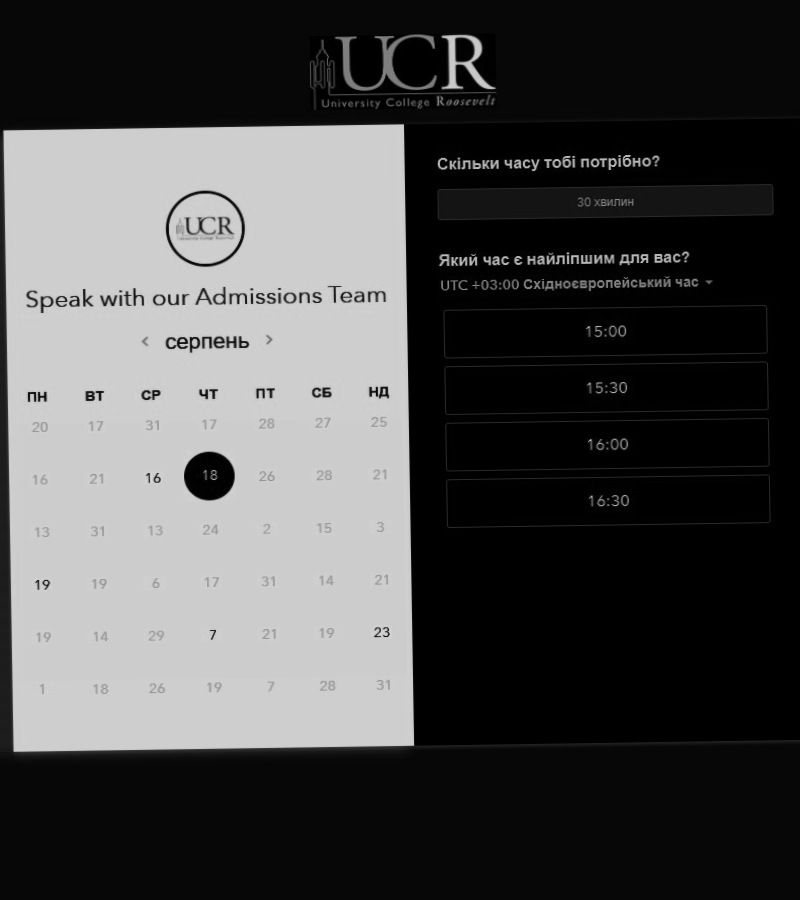 UCR
University College Roosevelt
UCR
Speak with our Admissions Team
‹ серпень ›
ПН ВТ СР ЧТ ПТ СБ НД
20 17 31 17 28 27 25
16 21 16 18 26 28 21
13 31 13 24 2 15 3
19 19 6 17 31 14 21
19 14 29 7 21 19 23
1 18 26 19 7 28 31
Скільки часу тобі потрібно?
30 хвилин
Який час є найліпшим для вас?
UTC +03:00 Східноєвропейський час
15:00
15:30
16:00
16:30